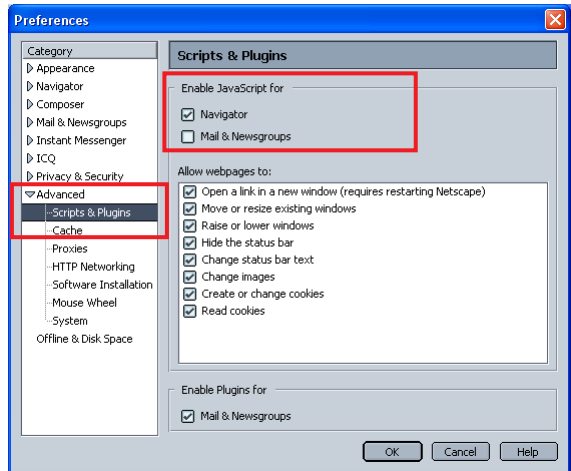 Preferences
Category
Appearance
Navigator
Composer
Mail & Newsgroups
Instant Messenger
ICQ
Privacy & Security
Advanced
Scripts & Plugins
Cache
Proxies
HTTP Networking
Software Installation
Mouse Wheel
System
Offline & Disk Space
Scripts & Plugins
Enable JavaScript for
Navigator
Mail & Newsgroups
Allow webpages to:
Open a link in a new window (requires restarting Netscape)
Move or resize existing windows
Raise or lower windows
Hide the status bar
Change status bar text
Change images
Create or change cookies
Read cookies
Enable Plugins for
Mail & Newsgroups
OK
Cancel
Help